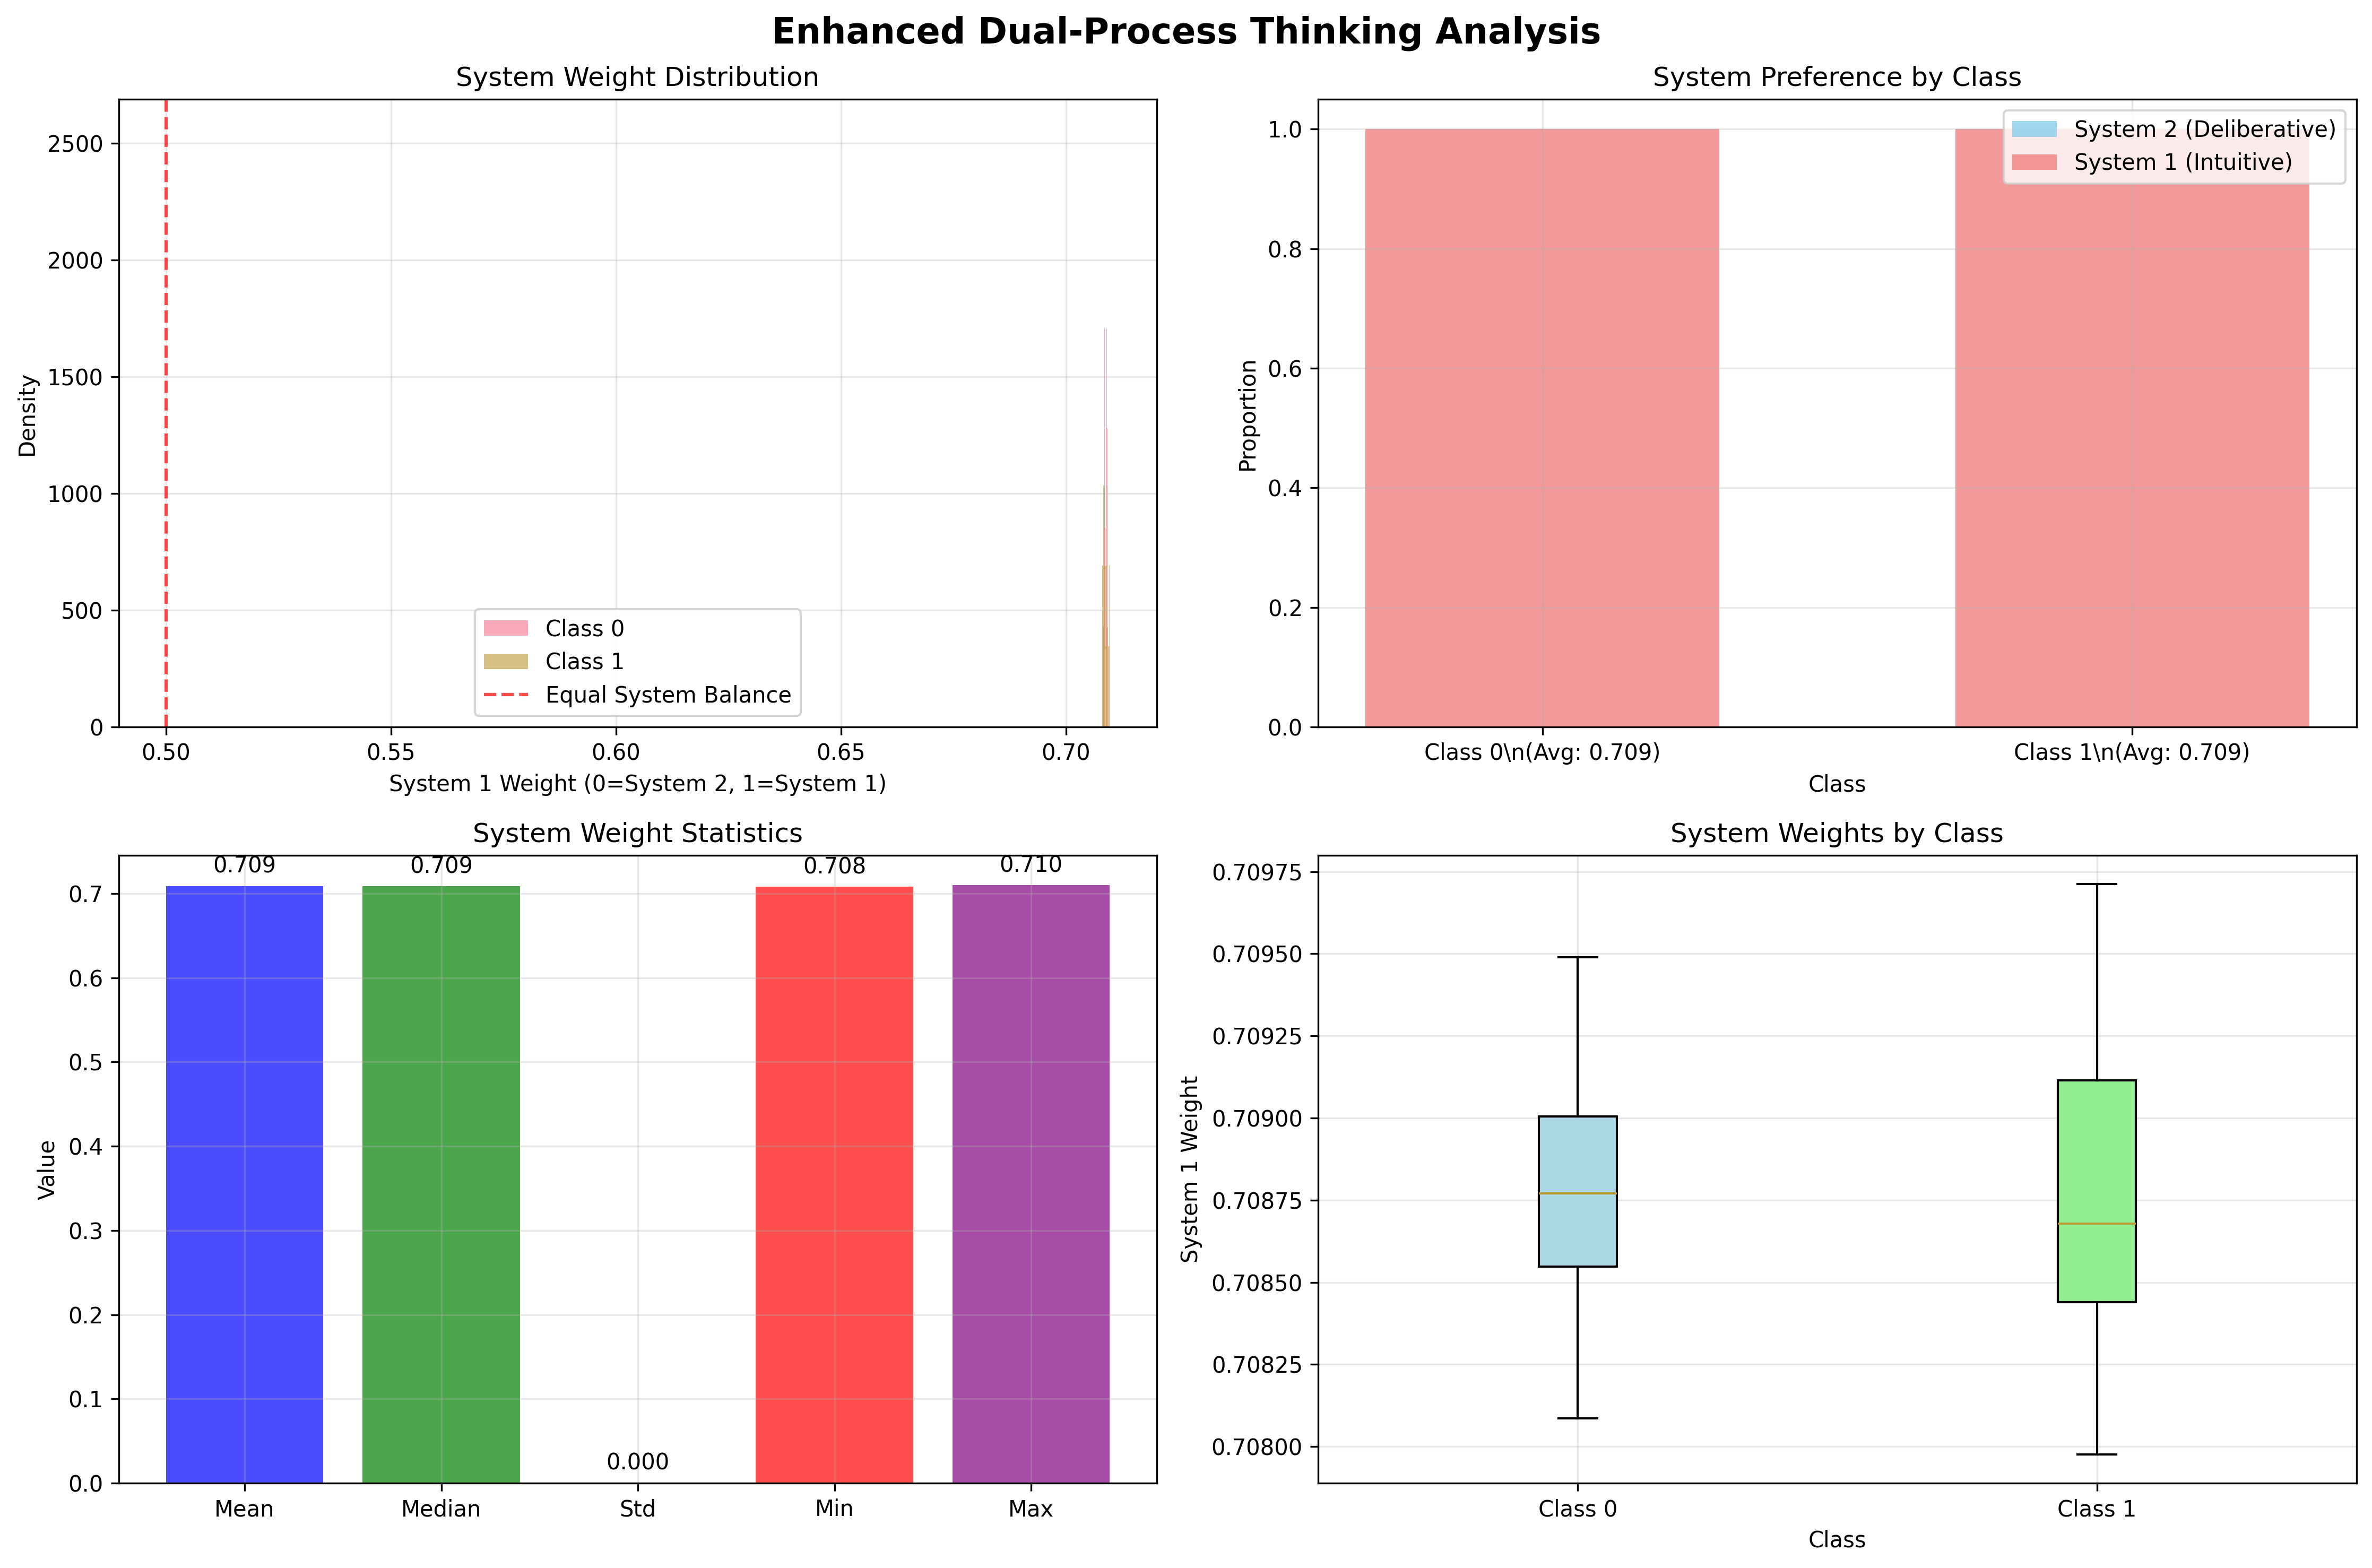 Enhanced Dual-Process Thinking Analysis
System Weight Distribution
2500
2000
1500
1000
500
0
Density
Class 0
Class 1
Equal System Balance
0.50 0.55 0.60 0.65 0.70
System 1 Weight (0=System 2, 1=System 1)
System Preference by Class
1.0
0.8
0.6
0.4
0.2
0.0
Proportion
System 2 (Deliberative)
System 1 (Intuitive)
Class 0\n(Avg: 0.709) Class 1\n(Avg: 0.709)
Class
System Weight Statistics
0.709 0.709 0.000 0.708 0.710
0.7
0.6
0.5
0.4
0.3
0.2
0.1
0.0
Value
Mean Median Std Min Max
System Weights by Class
0.70975
0.70950
0.70925
0.70900
0.70875
0.70850
0.70825
0.70800
System 1 Weight
Class 0 Class 1
Class